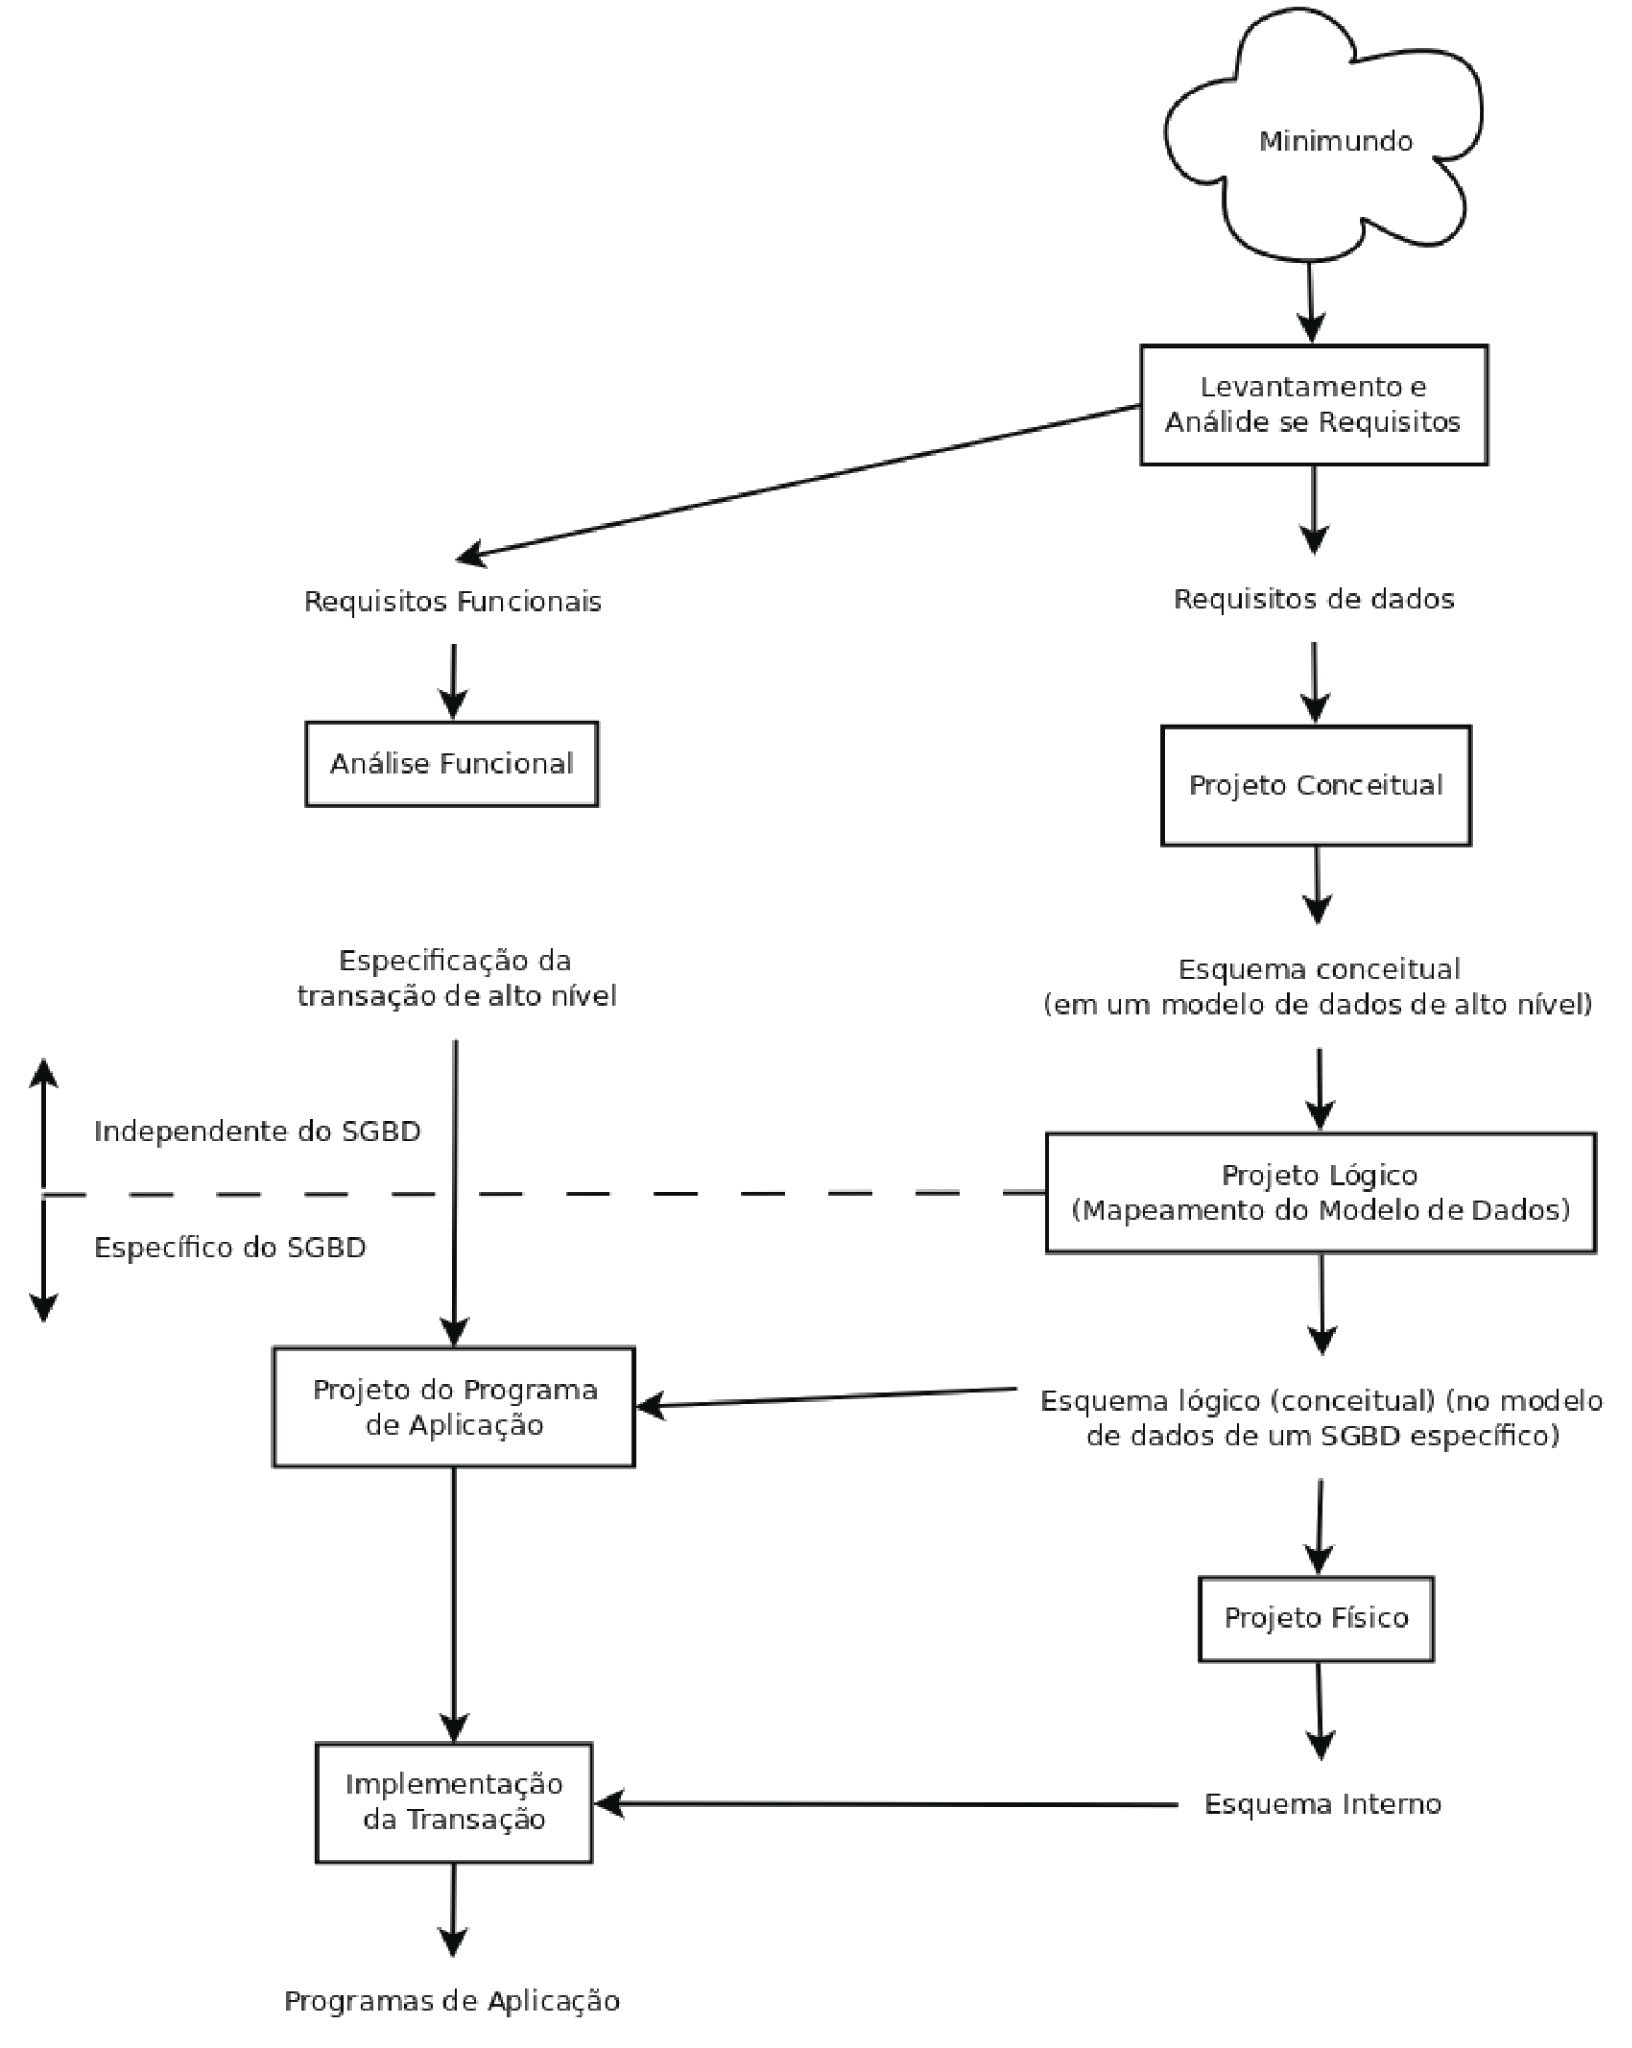 Minimundo
Levantamento e
Análide se Requisitos
Requisitos Funcionais
Requisitos de dados
Análise Funcional
Projeto Conceitual
Especificação da
transação de alto nível
Esquema conceitual
(em um modelo de dados de alto nível)
Independente do SGBD
Específico do SGBD
Projeto Lógico
(Mapeamento do Modelo de Dados)
Projeto do Programa
de Aplicação
Esquema lógico (conceitual) (no modelo
de dados de um SGBD específico)
Projeto Físico
Implementação
da Transação
Esquema Interno
Programas de Aplicação